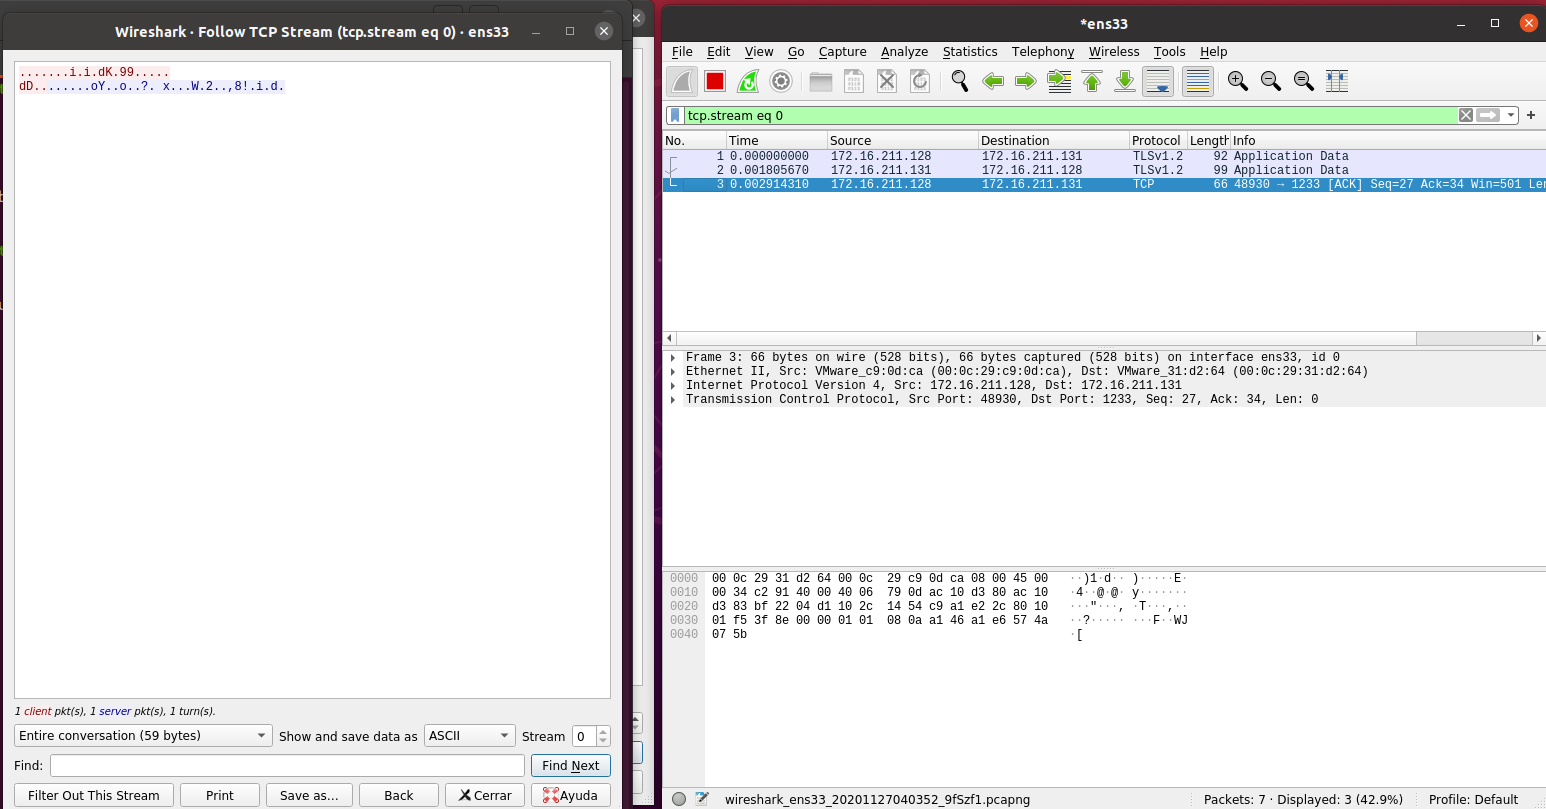 Wireshark · Follow TCP Stream (tcp.stream eq 0) · ens33
.......i.i.dK.99.....
dD........oY..o..?. x...W.2..,8!.i.d.
1 client pkt(s), 1 server pkt(s), 1 turn(s).
Entire conversation (59 bytes) Show and save data as ASCII Stream 0
Find: Find Next
Filter Out This Stream Print Save as… Back Cerrar Ayuda
*ens33
File Edit View Go Capture Analyze Statistics Telephony Wireless Tools Help
tcp.stream eq 0
No. Time Source Destination Protocol Length Info
1 0.000000000 172.16.211.128 172.16.211.131 TLSv1.2 92 Application Data
2 0.001805670 172.16.211.131 172.16.211.128 TLSv1.2 99 Application Data
3 0.002914310 172.16.211.128 172.16.211.131 TCP 66 48930 → 1233 [ACK] Seq=27 Ack=34 Win=501 Len
Frame 3: 66 bytes on wire (528 bits), 66 bytes captured (528 bits) on interface ens33, id 0
Ethernet II, Src: VMware_c9:0d:ca (00:0c:29:c9:0d:ca), Dst: VMware_31:d2:64 (00:0c:29:31:d2:64)
Internet Protocol Version 4, Src: 172.16.211.128, Dst: 172.16.211.131
Transmission Control Protocol, Src Port: 48930, Dst Port: 1233, Seq: 27, Ack: 34, Len: 0
0000 00 0c 29 31 d2 64 00 0c 29 c9 0d ca 08 00 45 00 ··)1·d·· )·····E·
0010 00 34 c2 91 40 00 40 06 79 0d ac 10 d3 80 ac 10 ·4··@·@· y·······
0020 d3 83 bf 22 04 d1 10 2c 14 54 c9 a1 e2 2c 80 10 ···"···, ·T···,··
0030 01 f5 3f 8e 00 00 01 01 08 0a a1 46 a1 e6 57 4a ··?····· ···F··WJ
0040 07 5b ·[
wireshark_ens33_20201127040352_9fSzf1.pcapng Packets: 7 · Displayed: 3 (42.9%) Profile: Default